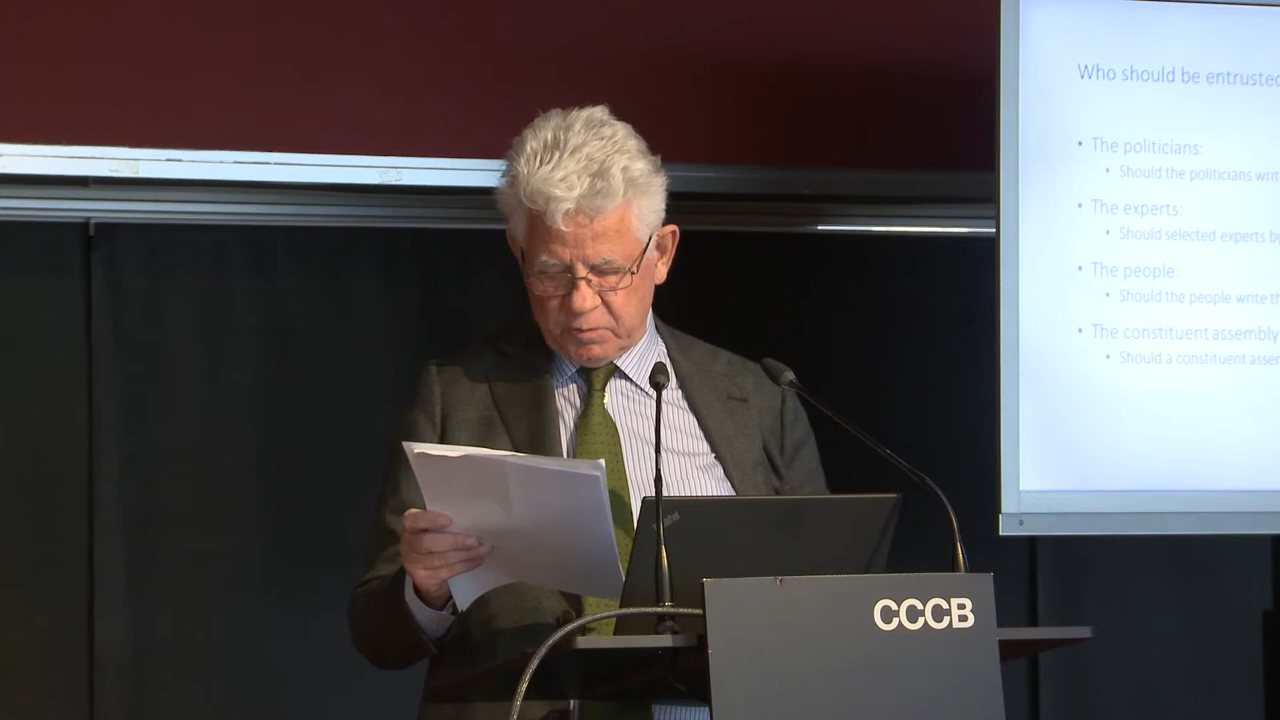 Who should be entrusted
• The politicians:
• Should the politicians writ
• The experts:
• Should selected experts by
• The people:
• Should the people write th
• The constituent assembly
• Should a constituent asse
ThinkPad
CCCB